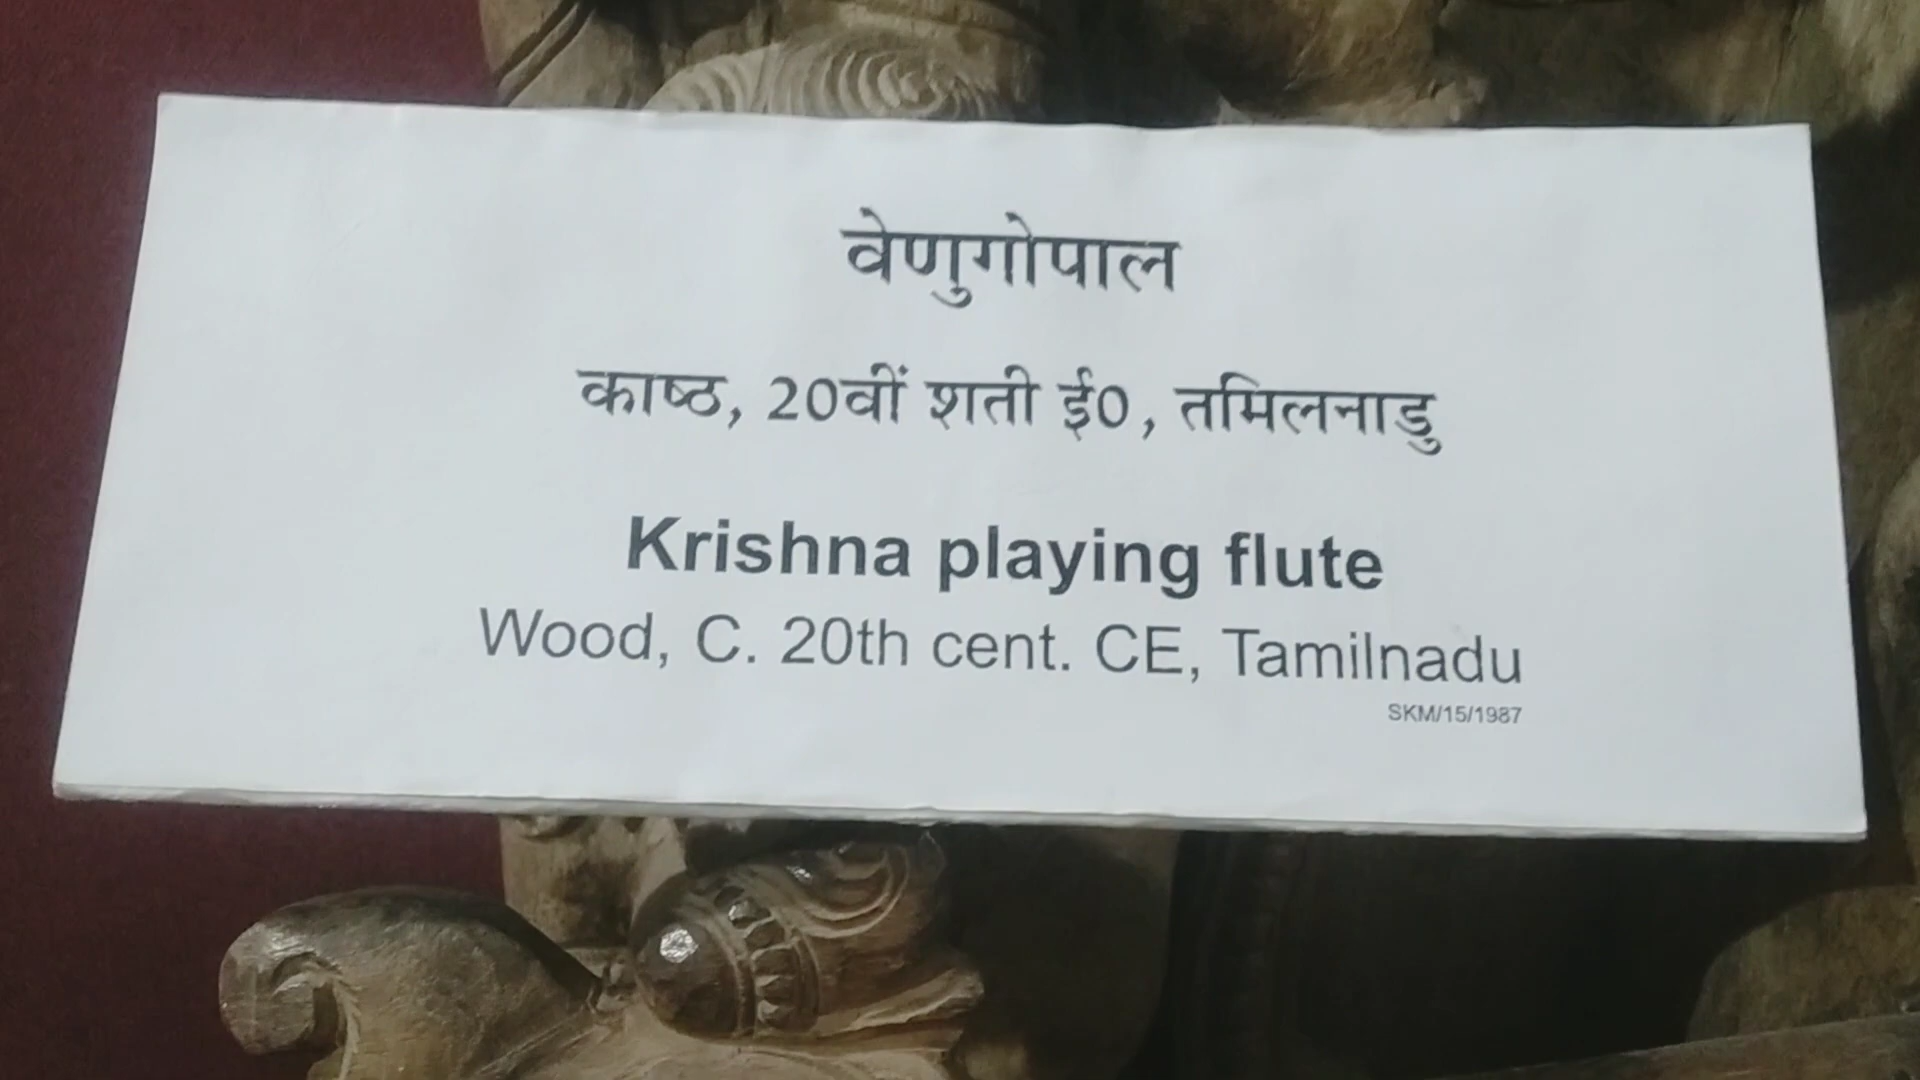 वेणुगोपाल
काष्ठ, 20वीं शती ई0, तमिलनाडु
Krishna playing flute
Wood, C. 20th cent. CE, Tamilnadu
SKM/15/1987